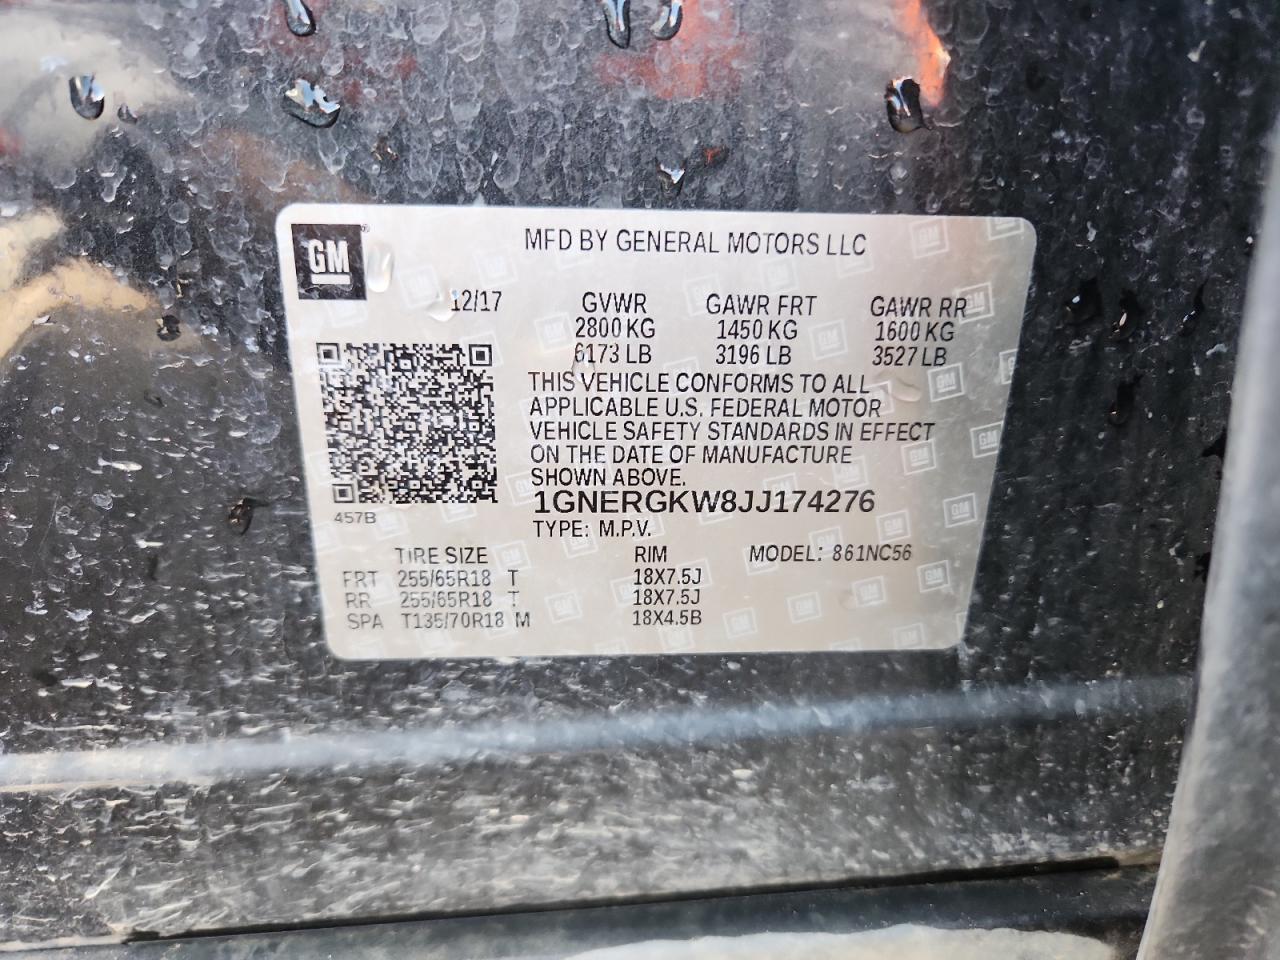 GM
MFD BY GENERAL MOTORS LLC
12/17 GVWR GAWR FRT GAWR RR
2800 KG 1450 KG 1600 KG
6173 LB 3196 LB 3527 LB
THIS VEHICLE CONFORMS TO ALL
APPLICABLE U.S. FEDERAL MOTOR
VEHICLE SAFETY STANDARDS IN EFFECT
ON THE DATE OF MANUFACTURE
SHOWN ABOVE.
1GNERGKW8JJ174276
457B
TYPE: M.P.V.
TIRE SIZE RIM MODEL: 861NC56
FRT 255/65R18 T 18X7.5J
RR 255/65R18 T 18X7.5J
SPA T135/70R18 M 18X4.5B